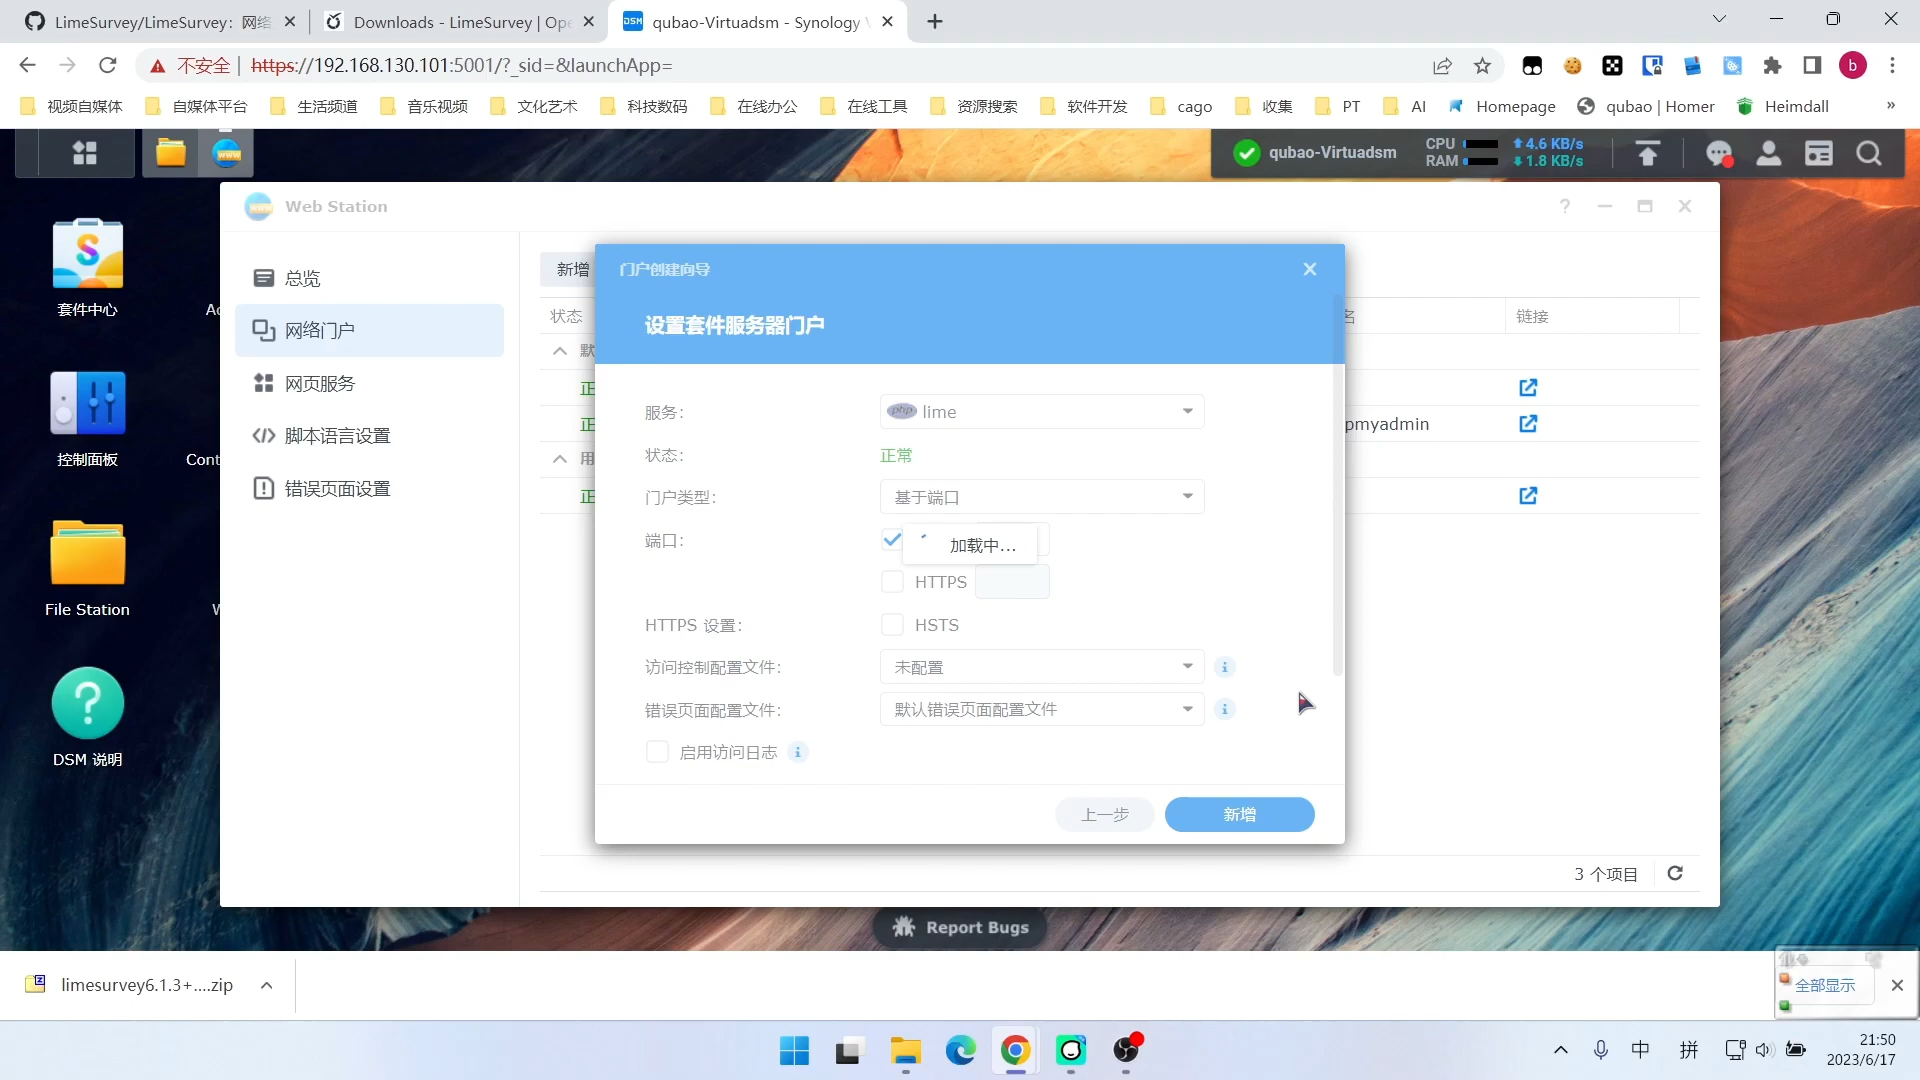 LimeSurvey/LimeSurvey: 网络
Downloads - LimeSurvey | Ope
qubao-Virtuadsm - Synology
不安全 | https://192.168.130.101:5001/?_sid=&launchApp=
b
视频自媒体 自媒体平台 生活频道 音乐视频 文化艺术 科技数码 在线办公 在线工具 资源搜索 软件开发 cago 收集 PT AI Homepage qubao | Homer Heimdall »
qubao-Virtuadsm
CPU
RAM
4.6 KB/s
1.8 KB/s
套件中心
控制面板
Cont
File Station
DSM 说明
Web Station
总览
网络门户
网页服务
脚本语言设置
错误页面设置
新增
状态
名
链接
默
正
正
pmyadmin
用
正
门户创建向导
设置套件服务器门户
服务:
php lime
状态:
正常
门户类型:
基于端口
端口:
加载中...
HTTPS
HTTPS 设置:
HSTS
访问控制配置文件:
未配置
错误页面配置文件:
默认错误页面配置文件
启用访问日志
上一步
新增
3 个项目
Report Bugs
limesurvey6.1.3+....zip
全部显示
中
拼
21:50
2023/6/17